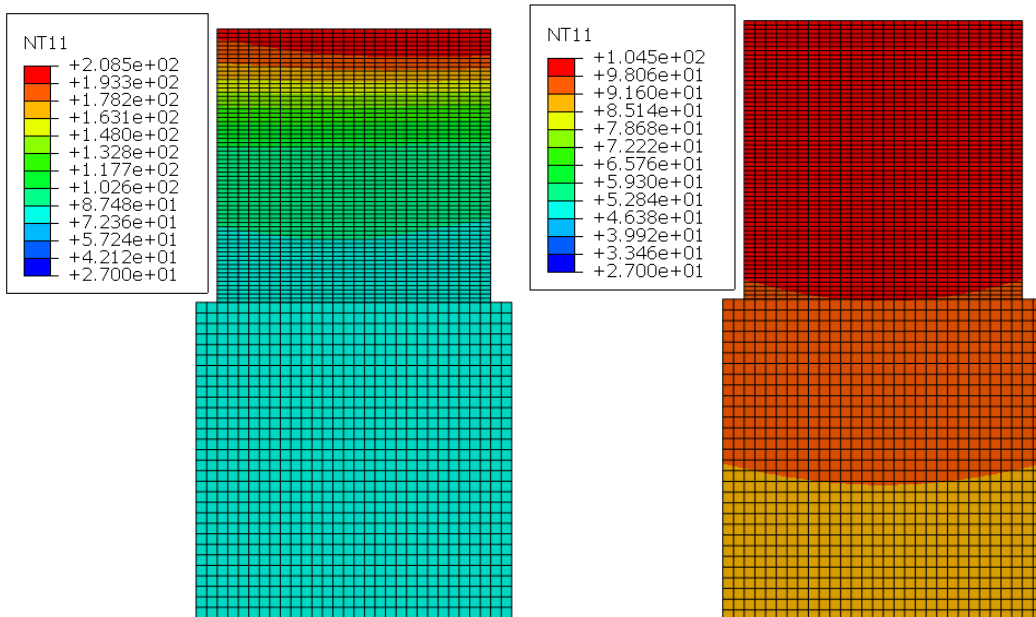 NT11
+2.085e+02
+1.933e+02
+1.782e+02
+1.631e+02
+1.480e+02
+1.328e+02
+1.177e+02
+1.026e+02
+8.748e+01
+7.236e+01
+5.724e+01
+4.212e+01
+2.700e+01
NT11
+1.045e+02
+9.806e+01
+9.160e+01
+8.514e+01
+7.868e+01
+7.222e+01
+6.576e+01
+5.930e+01
+5.284e+01
+4.638e+01
+3.992e+01
+3.346e+01
+2.700e+01